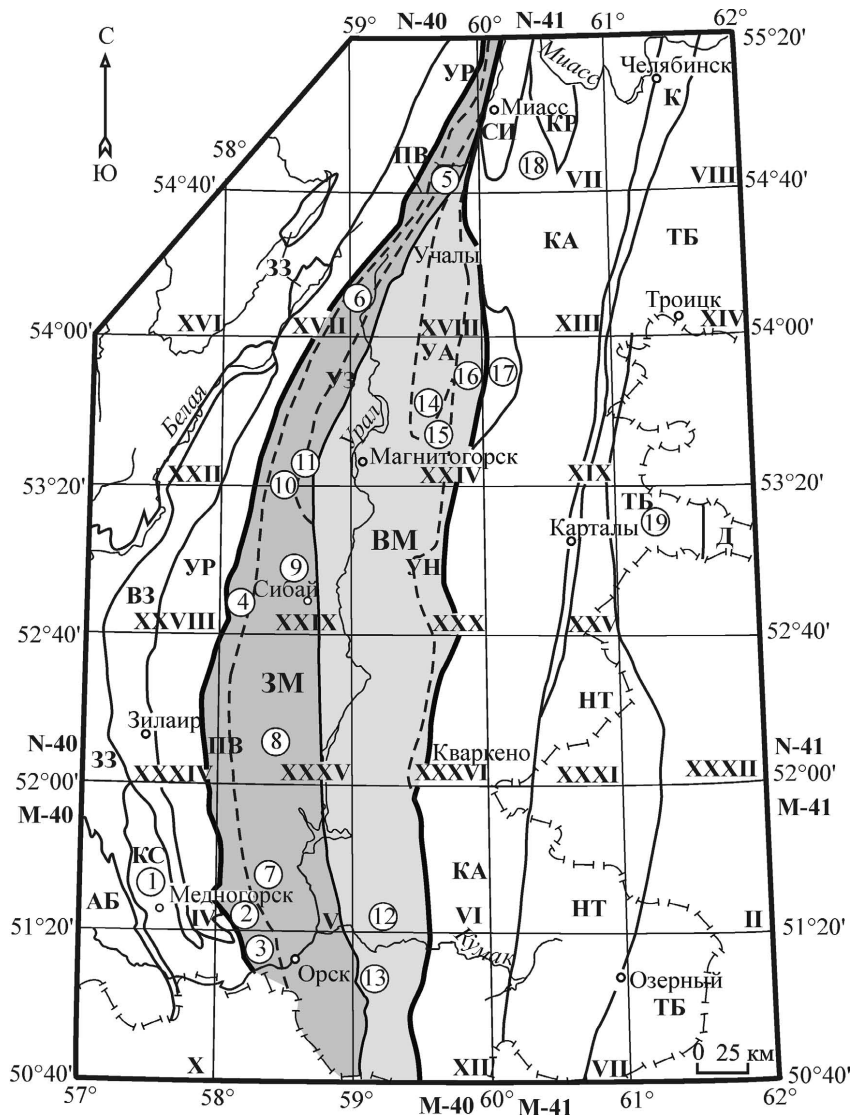 59° N-40 60° N-41 61° 62°
55°20'
С
Ю
УР
Миасс
Челябинск
К
Миасс
СИ
КР
58°
ПВ
54°40'
5
18
VII
VIII
54°40'
КА
ТБ
Учалы
ЗЗ
6
Троицк
XVI
XVII
XVIII
XIII
XIV
54°00'
54°00'
УА
16
17
УЗ
Белая
14
Урал
15
11
Магнитогорск
XXII
XXIV
XIX
53°20'
10
53°20'
ТБ
19
Карталы
Д
ВМ
УР
9
УН
ВЗ
Сибай
4
XXVIII
XXIX
XXX
XXV
52°40'
52°40'
ЗМ
НТ
Зилаир
8
N-40
ПВ
Кваркено
N-41
ЗЗ
XXXIV
XXXV
XXXVI
XXXI
XXXII
52°00'
52°00'
M-40
M-41
КС
КА
1
7
АБ
Медногорск
НТ
IV
2
V
12
VI
II
51°20'
51°20'
3
Кумак
Орск
13
Озерный
ТБ
0 25 км
X
XII
VII
50°40'
50°40'
57° 58° 59° M-40 60° M-41 61° 62°